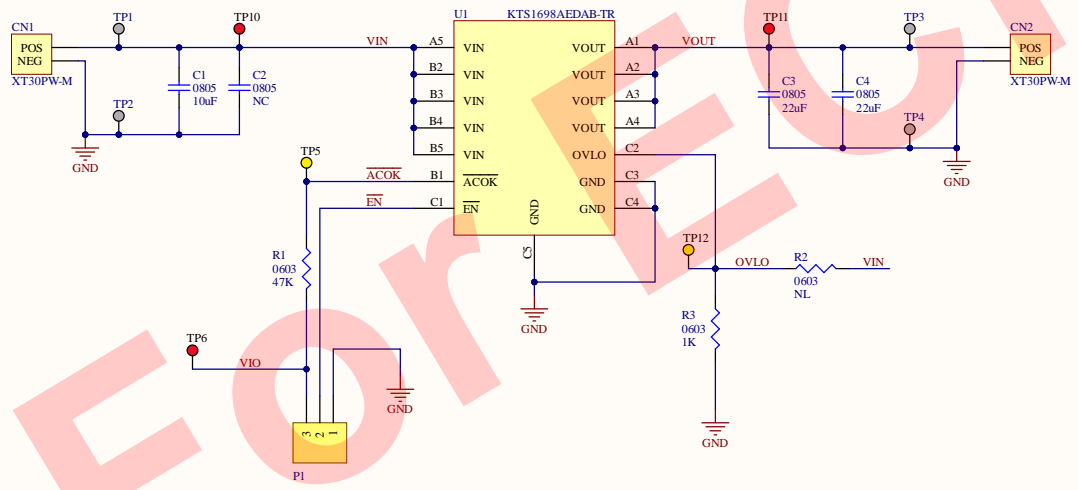 U1 KTS1698AEDAB-TR
CN1
POS
NEG
XT30PW-M
TP1
TP10
VIN
C1
0805
10uF
C2
0805
NC
TP2
GND
A5 VIN VOUT A1 VOUT
B2 VIN VOUT A2
B3 VIN VOUT A3
B4 VIN VOUT A4
B5 VIN OVLO C2
ACOK B1 ACOK GND C3
EN C1 EN GND C4
GND
C5
GND
TP11
TP3
CN2
POS
NEG
XT30PW-M
C3
0805
22uF
C4
0805
22uF
TP4
GND
TP5
R1
0603
47K
TP6
VIO
GND
3 2 1
P1
TP12
OVLO
R2
0603
NL
VIN
R3
0603
1K
GND
For EC